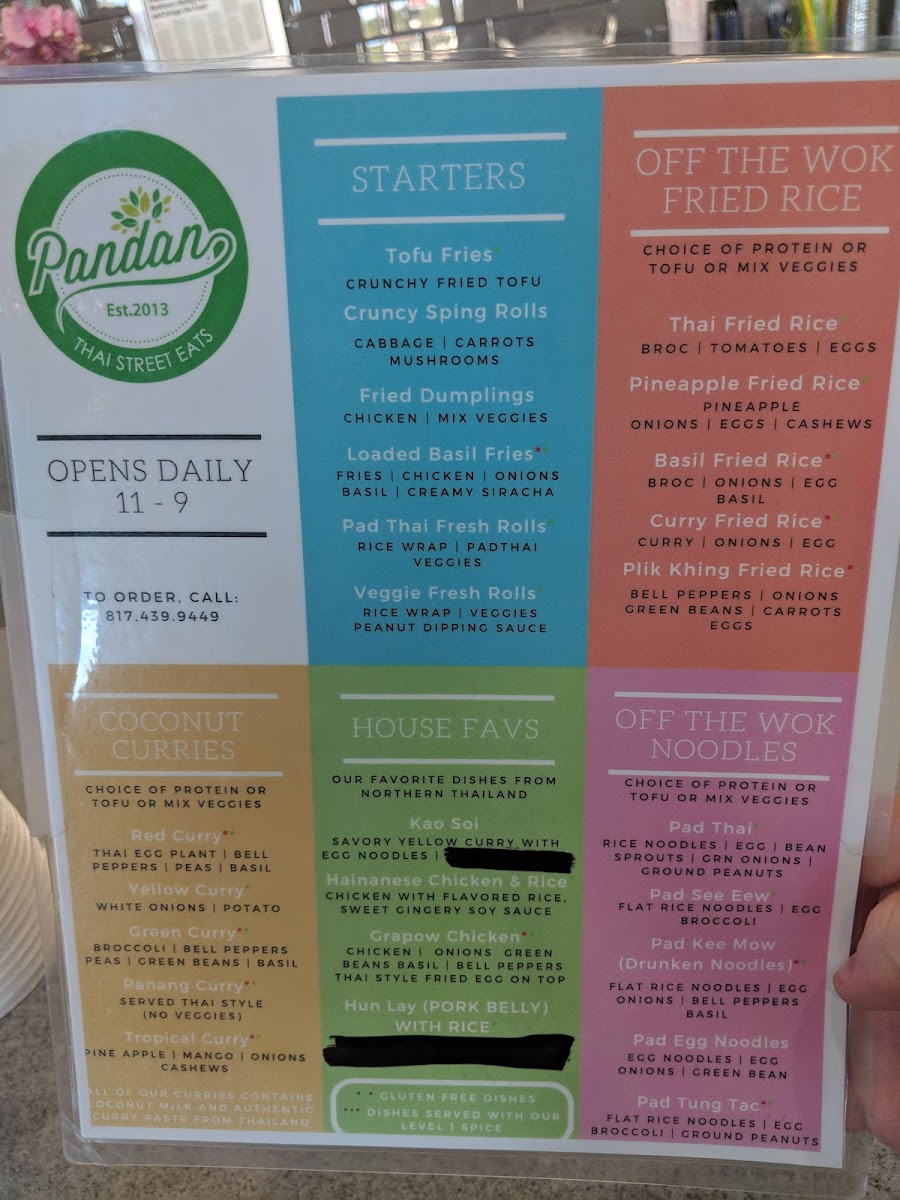 Pandan
Est.2013
THAI STREET EATS
OPENS DAILY
11 - 9
TO ORDER, CALL:
817.439.9449
STARTERS
Tofu Fries*
CRUNCHY FRIED TOFU
Cruncy Sping Rolls
CABBAGE | CARROTS
MUSHROOMS
Fried Dumplings
CHICKEN | MIX VEGGIES
Loaded Basil Fries**
FRIES | CHICKEN | ONIONS
BASIL | CREAMY SIRACHA
Pad Thai Fresh Rolls*
RICE WRAP | PADTHAI
VEGGIES
Veggie Fresh Rolls*
RICE WRAP | VEGGIES
PEANUT DIPPING SAUCE
OFF THE WOK
FRIED RICE
CHOICE OF PROTEIN OR
TOFU OR MIX VEGGIES
Thai Fried Rice*
BROC | TOMATOES | EGGS
Pineapple Fried Rice*
PINEAPPLE
ONIONS | EGGS | CASHEWS
Basil Fried Rice**
BROC | ONIONS | EGG
BASIL
Curry Fried Rice**
CURRY | ONIONS | EGG
Plik Khing Fried Rice**
BELL PEPPERS | ONIONS
GREEN BEANS | CARROTS
EGGS
COCONUT
CURRIES
CHOICE OF PROTEIN OR
TOFU OR MIX VEGGIES
Red Curry**
THAI EGG PLANT | BELL
PEPPERS | PEAS | BASIL
Yellow Curry*
WHITE ONIONS | POTATO
Green Curry**
BROCCOLI | BELL PEPPERS
PEAS | GREEN BEANS | BASIL
Panang Curry**
SERVED THAI STYLE
(NO VEGGIES)
Tropical Curry**
PINE APPLE | MANGO | ONIONS
CASHEWS
ALL OF OUR CURRIES CONTAINS
COCONUT MILK AND AUTHENTIC
CURRY PASTE FROM THAILAND
HOUSE FAVS
OUR FAVORITE DISHES FROM
NORTHERN THAILAND
Kao Soi
SAVORY YELLOW CURRY WITH
EGG NOODLES |
Hainanese Chicken & Rice
CHICKEN WITH FLAVORED RICE,
SWEET GINGERY SOY SAUCE
Grapow Chicken**
CHICKEN | ONIONS GREEN
BEANS BASIL | BELL PEPPERS
THAI STYLE FRIED EGG ON TOP
Hun Lay (PORK BELLY)
WITH RICE*
"*" GLUTEN FREE DISHES
"*" DISHES SERVED WITH OUR
LEVEL 1 SPICE
OFF THE WOK
NOODLES
CHOICE OF PROTEIN OR
TOFU OR MIX VEGGIES
Pad Thai*
RICE NOODLES | EGG | BEAN
SPROUTS | GRN ONIONS |
GROUND PEANUTS
Pad See Eew*
FLAT RICE NOODLES | EGG
BROCCOLI
Pad Kee Mow
(Drunken Noodles)**
FLAT RICE NOODLES | EGG
ONIONS | BELL PEPPERS
BASIL
Pad Egg Noodles
EGG NOODLES | EGG
ONIONS | GREEN BEAN
Pad Tung Tac**
FLAT RICE NOODLES | EGG
BROCCOLI | GROUND PEANUTS